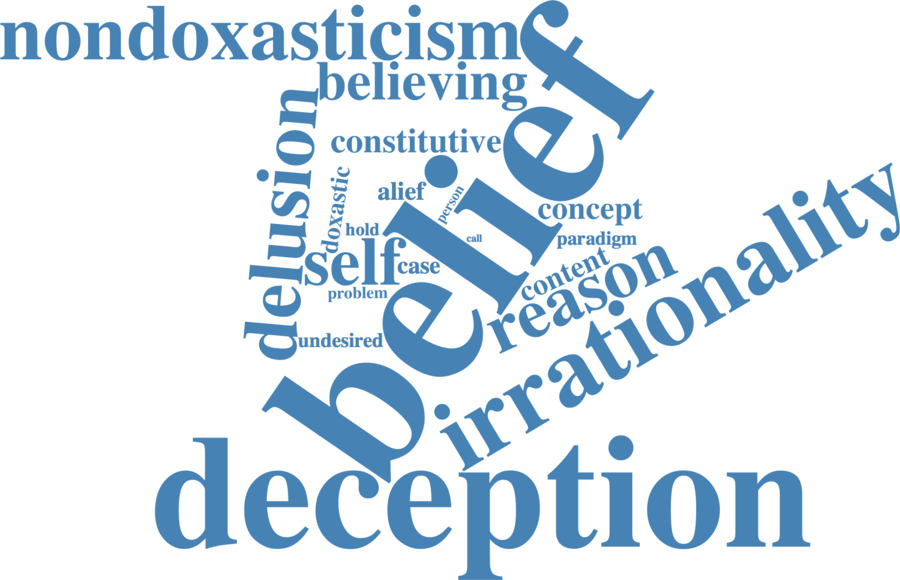 nondoxasticism
believing
belief
delusion
constitutive
doxastic
alief
person
concept
hold
call
paradigm
self
case
content
reason
problem
undesired
irrationality
deception